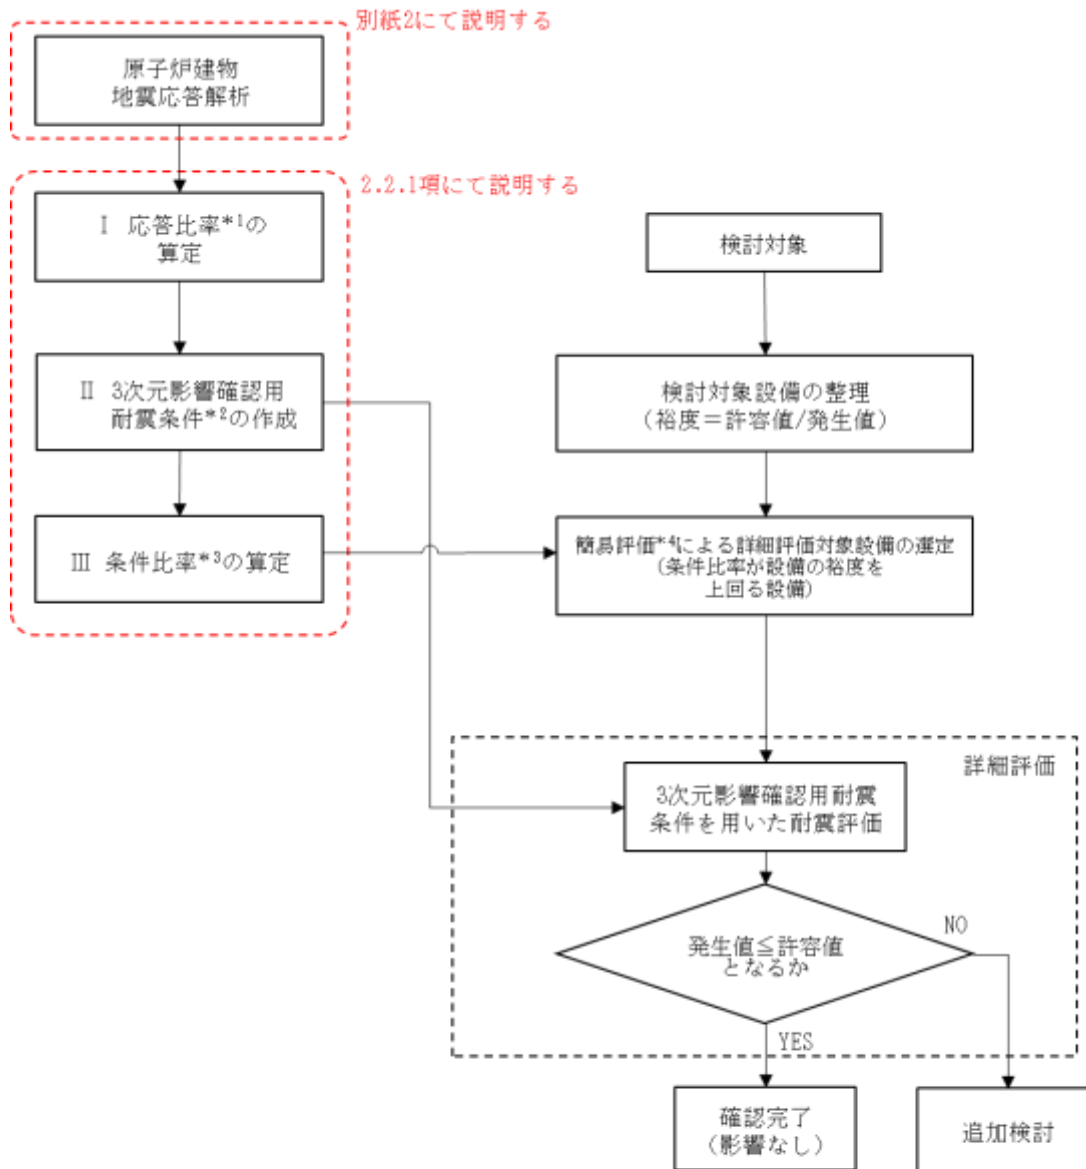 別紙2にて説明する
原子炉建物
地震応答解析
2.2.1項にて説明する
Ⅰ 応答比率*1の
算定
Ⅱ 3次元影響確認用
耐震条件*2の作成
Ⅲ 条件比率*3の算定
検討対象
検討対象設備の整理
(裕度＝許容値/発生値)
簡易評価*4による詳細評価対象設備の選定
(条件比率が設備の裕度を
上回る設備)
詳細評価
3次元影響確認用耐震
条件を用いた耐震評価
発生値≦許容値
となるか
NO
YES
確認完了
(影響なし)
追加検討